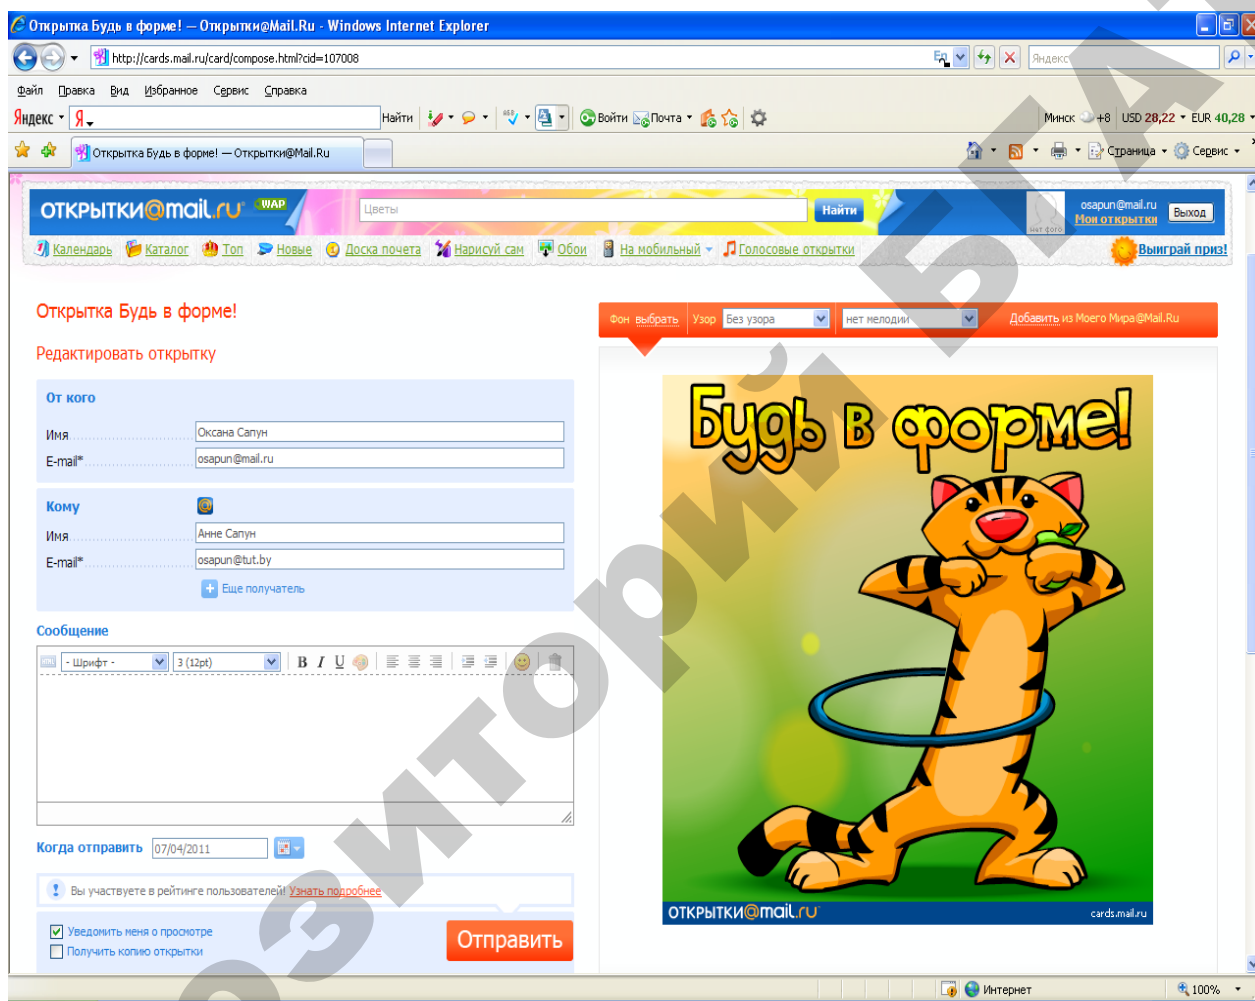 Открытка Будь в форме! — Открытки@Mail.Ru - Windows Internet Explorer
http://cards.mail.ru/card/compose.html?cid=107008
Яндекс
Файл Правка Вид Избранное Сервис Справка
Яндекс Я Найти Войти Почта Минск +8 USD 28,22 EUR 40,28
Открытка Будь в форме! — Открытки@Mail.Ru Страница Сервис
ОТКРЫТКИ@mail.ru WAP Цветы Найти osapun@mail.ru Мои открытки Выход
нет фото
Календарь Каталог Топ Новые Доска почета Нарисуй сам Обои На мобильный Голосовые открытки Выиграй приз!
Открытка Будь в форме!
Фон выбрать Узор Без узора нет мелодии Добавить из Моего Мира@Mail.Ru
Редактировать открытку
От кого
Имя Оксана Сапун
E-mail* osapun@mail.ru
Кому
Имя Анне Сапун
E-mail* osapun@tut.by
Еще получатель
Сообщение
- Шрифт - 3 (12pt) B I U
Когда отправить 07/04/2011
Вы участвуете в рейтинге пользователей! Узнать подробнее
Уведомить меня о просмотре
Получить копию открытки
Отправить
Будь в форме!
ОТКРЫТКИ@mail.ru cards.mail.ru
Интернет 100%
озиторий БГАТ